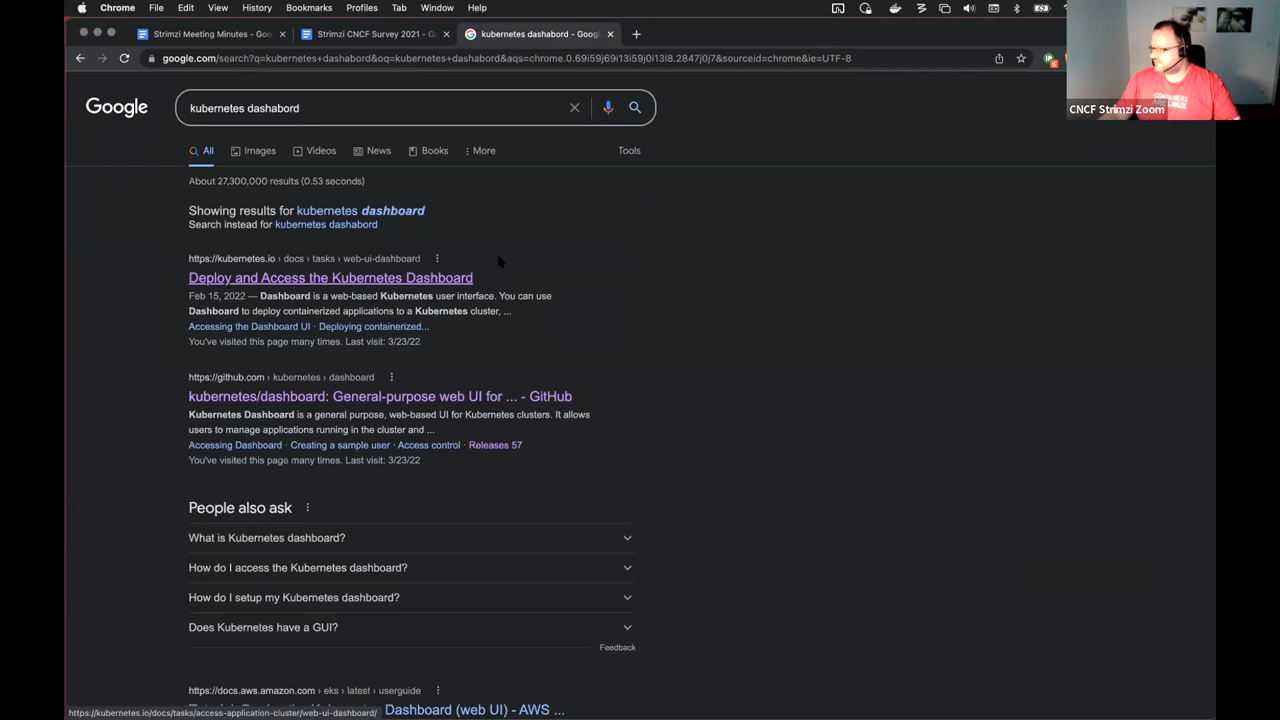 Chrome File Edit View History Bookmarks Profiles Tab Window Help
Strimzi Meeting Minutes - Goo
Strimzi CNCF Survey 2021 - G
kubernetes dashabord - Googl
google.com/search?q=kubernetes+dashabord&oq=kubernetes+dashabord&aqs=chrome.0.69i59j69i13i59j0i13l8.2847j0j7&sourceid=chrome&ie=UTF-8
CONTAINERS
ARE LINUX
CNCF Strimzi Zoom
Google
kubernetes dashabord
All Images Videos News Books More Tools
About 27,300,000 results (0.53 seconds)
Showing results for kubernetes dashboard
Search instead for kubernetes dashabord
https://kubernetes.io › docs › tasks › web-ui-dashboard
Deploy and Access the Kubernetes Dashboard
Feb 15, 2022 — Dashboard is a web-based Kubernetes user interface. You can use
Dashboard to deploy containerized applications to a Kubernetes cluster, ...
Accessing the Dashboard UI · Deploying containerized...
You've visited this page many times. Last visit: 3/23/22
https://github.com › kubernetes › dashboard
kubernetes/dashboard: General-purpose web UI for ... - GitHub
Kubernetes Dashboard is a general purpose, web-based UI for Kubernetes clusters. It allows
users to manage applications running in the cluster and ...
Accessing Dashboard · Creating a sample user · Access control · Releases 57
You've visited this page many times. Last visit: 3/23/22
People also ask
What is Kubernetes dashboard?
How do I access the Kubernetes dashboard?
How do I setup my Kubernetes dashboard?
Does Kubernetes have a GUI?
Feedback
https://docs.aws.amazon.com › eks › latest › userguide
Dashboard (web UI) - AWS ...
https://kubernetes.io/docs/tasks/access-application-cluster/web-ui-dashboard/